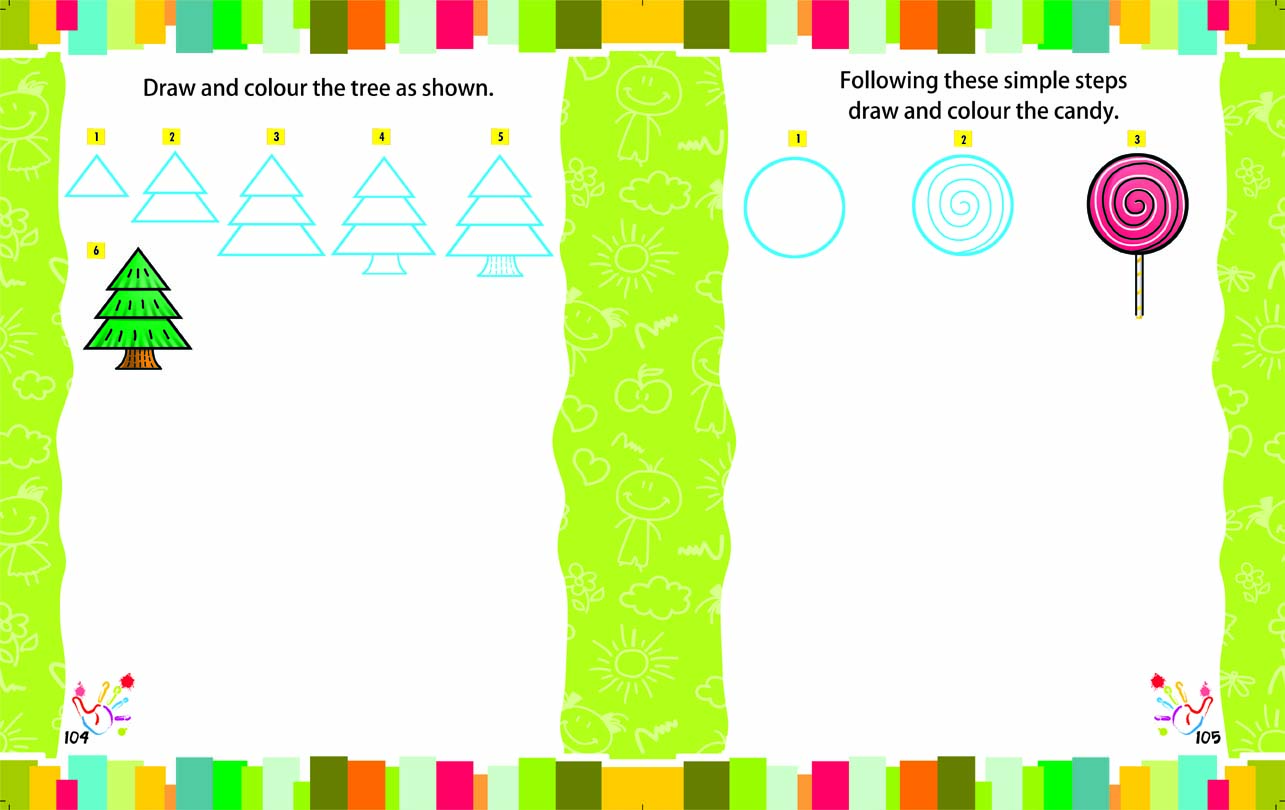 Draw and colour the tree as shown.
1 2 3 4 5
6
104
Following these simple steps
draw and colour the candy.
1 2 3
105